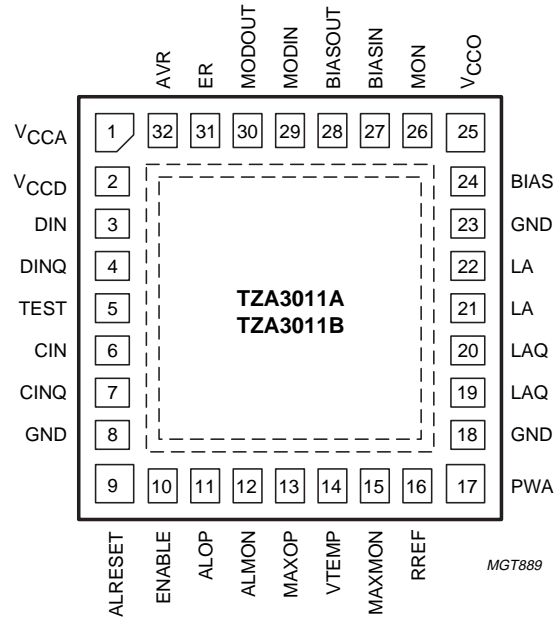 AVR
ER
MODOUT
MODIN
BIASOUT
BIASIN
MON
VCCO
1 32 31 30 29 28 27 26 25
VCCA
VCCD 2 24 BIAS
DIN 3 23 GND
DINQ 4 22 LA
TEST 5 21 LA
CIN 6 20 LAQ
CINQ 7 19 LAQ
GND 8 18 GND
TZA3011A
TZA3011B
9 10 11 12 13 14 15 16 17 PWA
ALRESET
ENABLE
ALOP
ALMON
MAXOP
VTEMP
MAXMON
RREF
MGT889